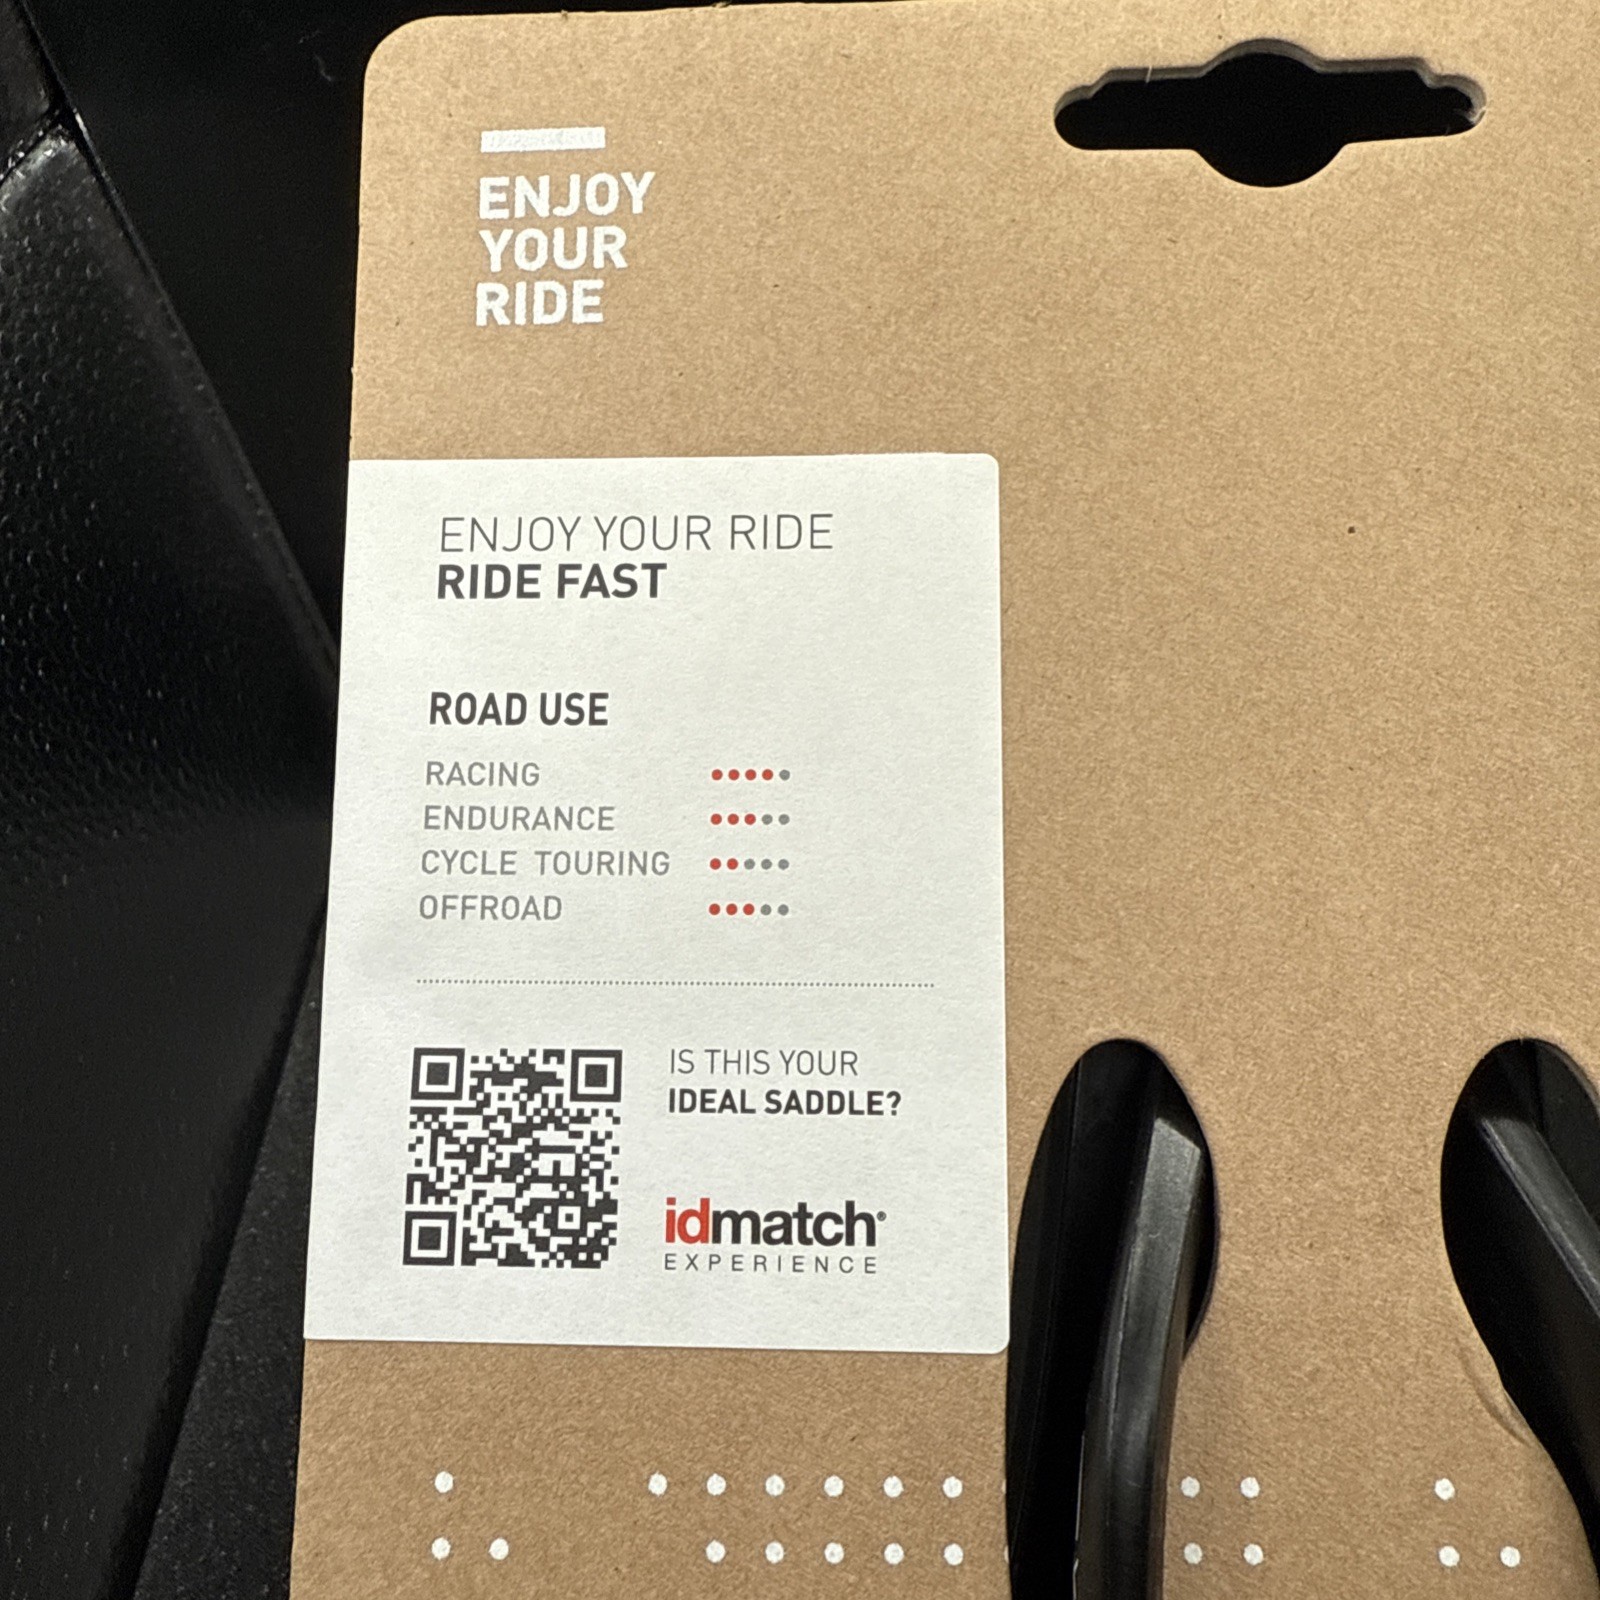 ENJOY
YOUR
RIDE
ENJOY YOUR RIDE
RIDE FAST
ROAD USE
RACING
ENDURANCE
CYCLE TOURING
OFFROAD
IS THIS YOUR
IDEAL SADDLE?
idmatch®
EXPERIENCE